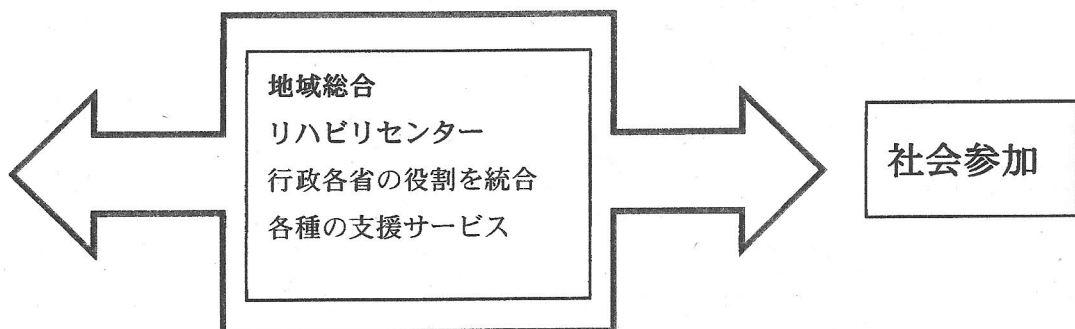 地域総合
リハビリセンター
行政各省の役割を統合
各種の支援サービス
社会参加